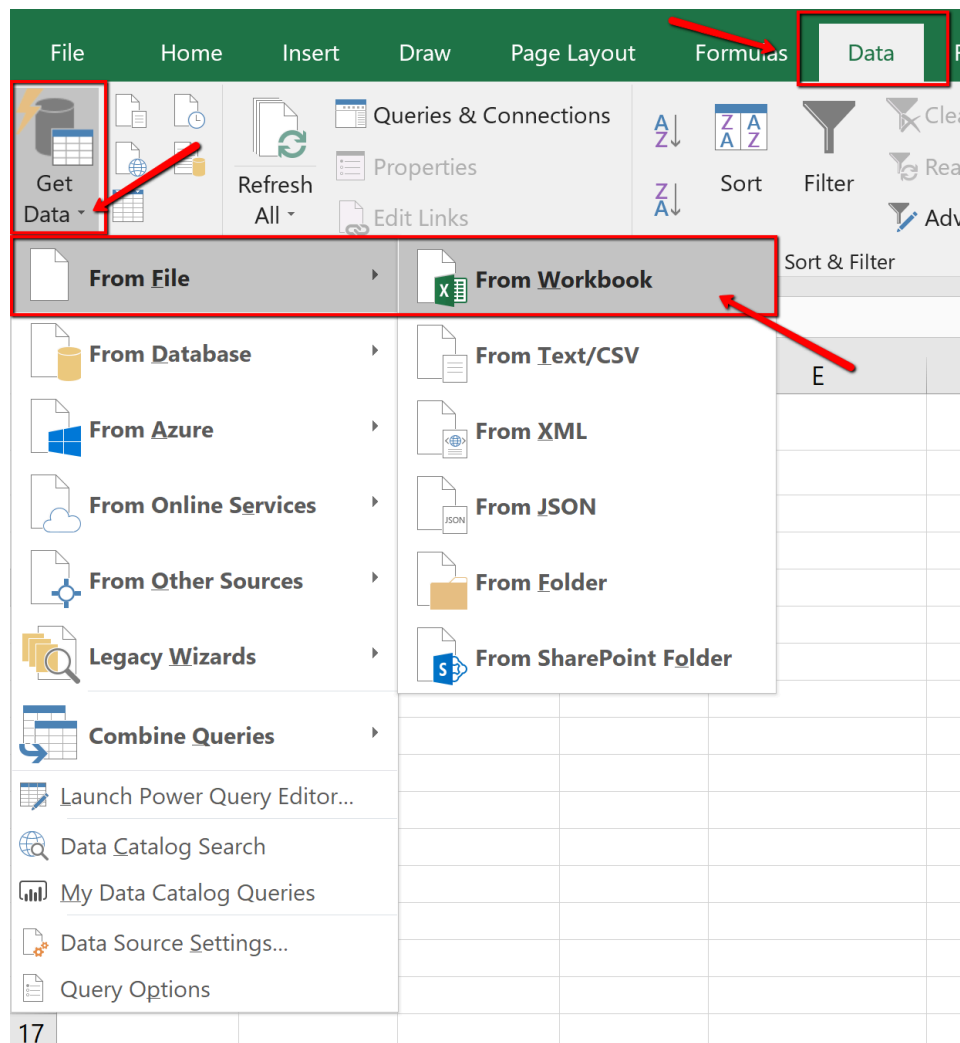 File Home Insert Draw Page Layout Formulas Data
Queries & Connections
Properties
Edit Links
Get
Data
Refresh
All
A
Z
Z
A
Z A
A Z
Sort
Filter
Clea
Rea
Adv
Sort & Filter
From File
From Database
From Azure
From Online Services
From Other Sources
Legacy Wizards
Combine Queries
Launch Power Query Editor...
Data Catalog Search
My Data Catalog Queries
Data Source Settings...
Query Options
X
From Workbook
From Text/CSV
From XML
JSON
From JSON
From Folder
S
From SharePoint Folder
E
17